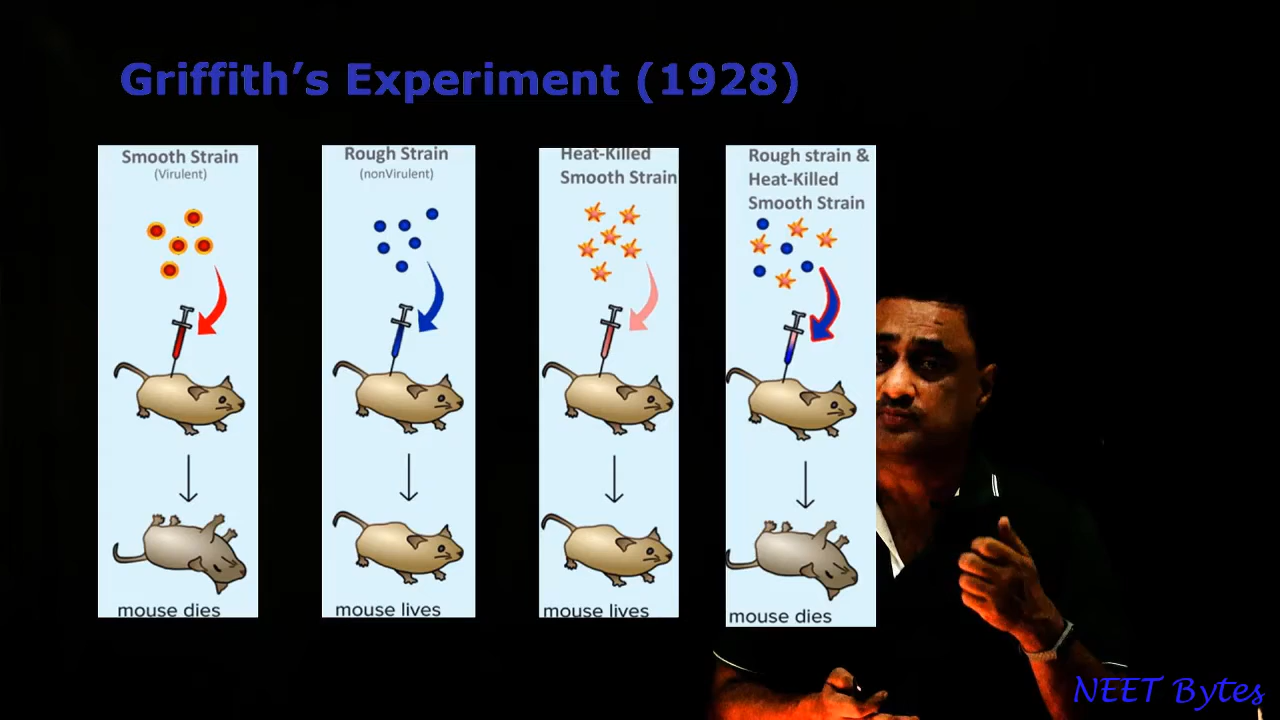 Griffith’s Experiment (1928)
Smooth Strain
(Virulent)
mouse dies
Rough Strain
(nonVirulent)
mouse lives
Heat-Killed
Smooth Strain
mouse lives
Rough strain &
Heat-Killed
Smooth Strain
mouse dies
NEET Bytes